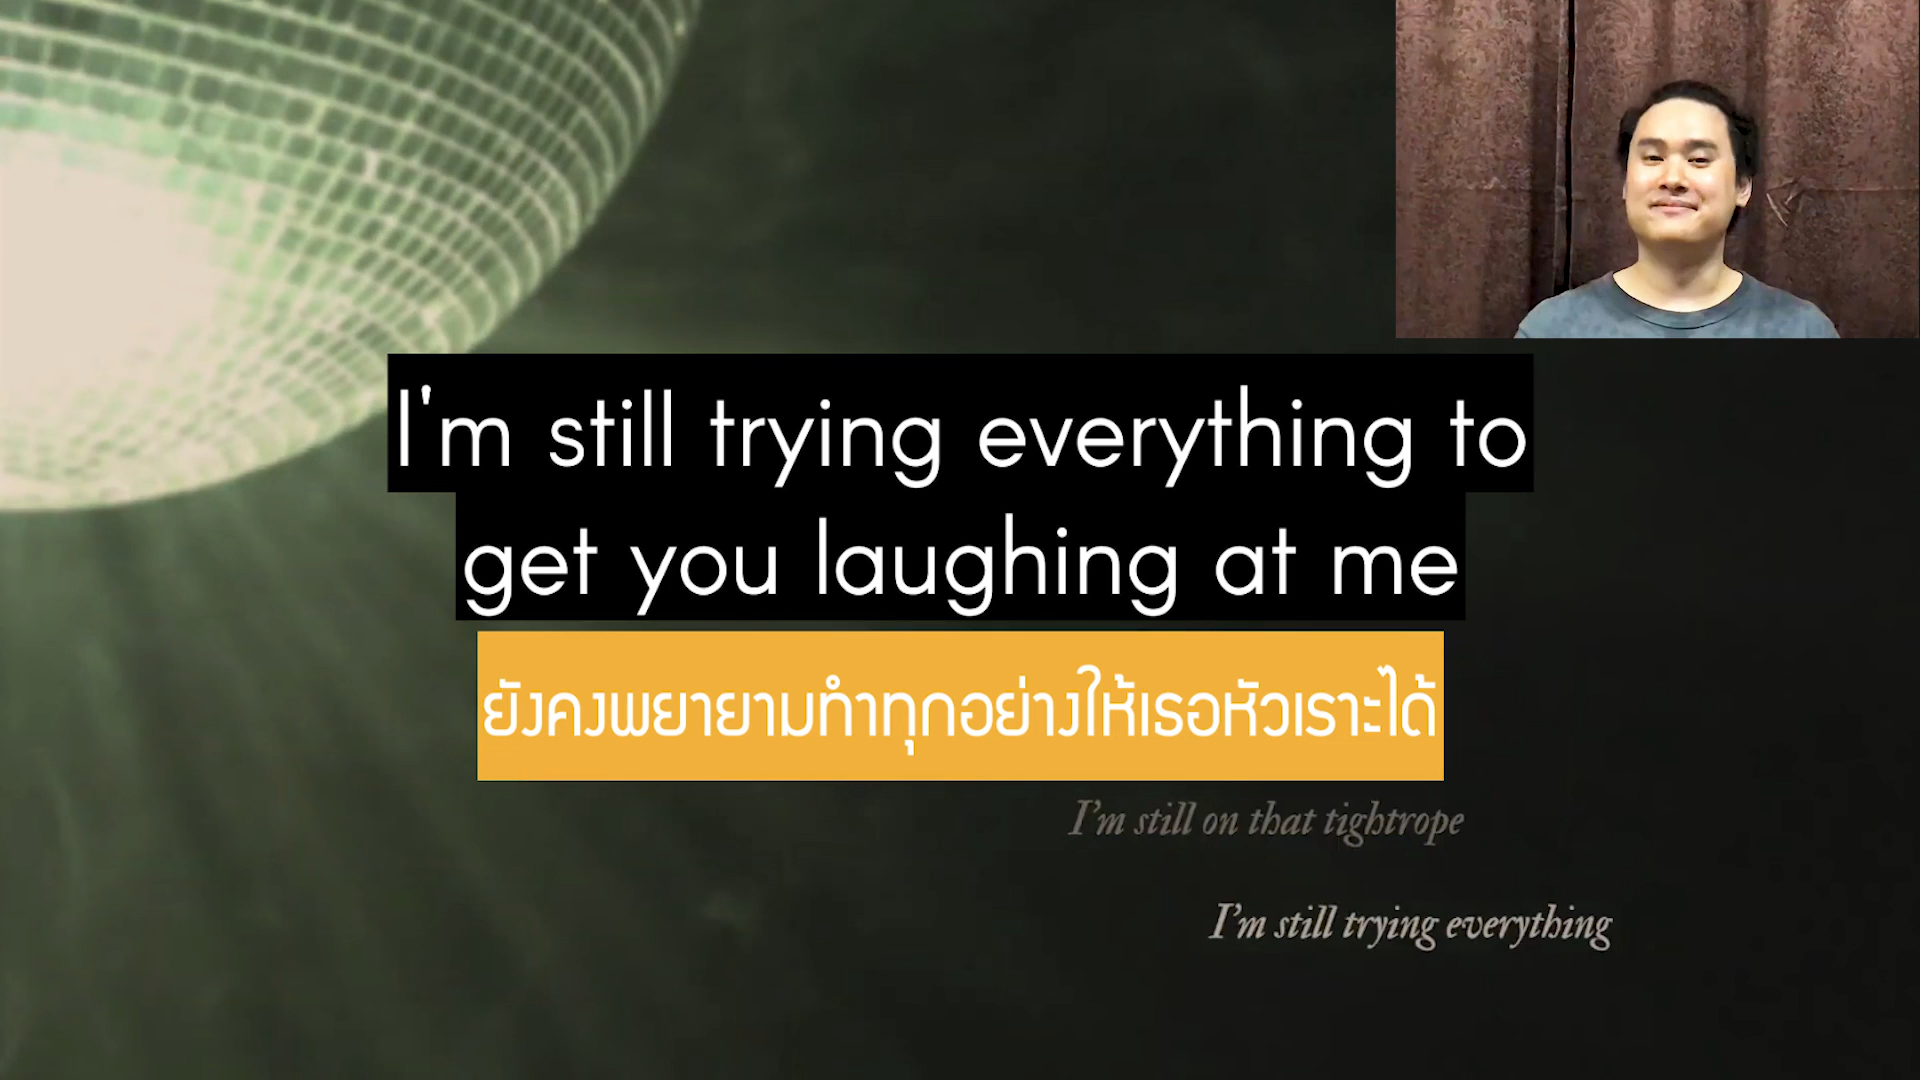 I'm still trying everything to
get you laughing at me
ยังคงพยายามทำทุกอย่างให้เธอหัวเราะได้
I'm still on that tightrope
I'm still trying everything